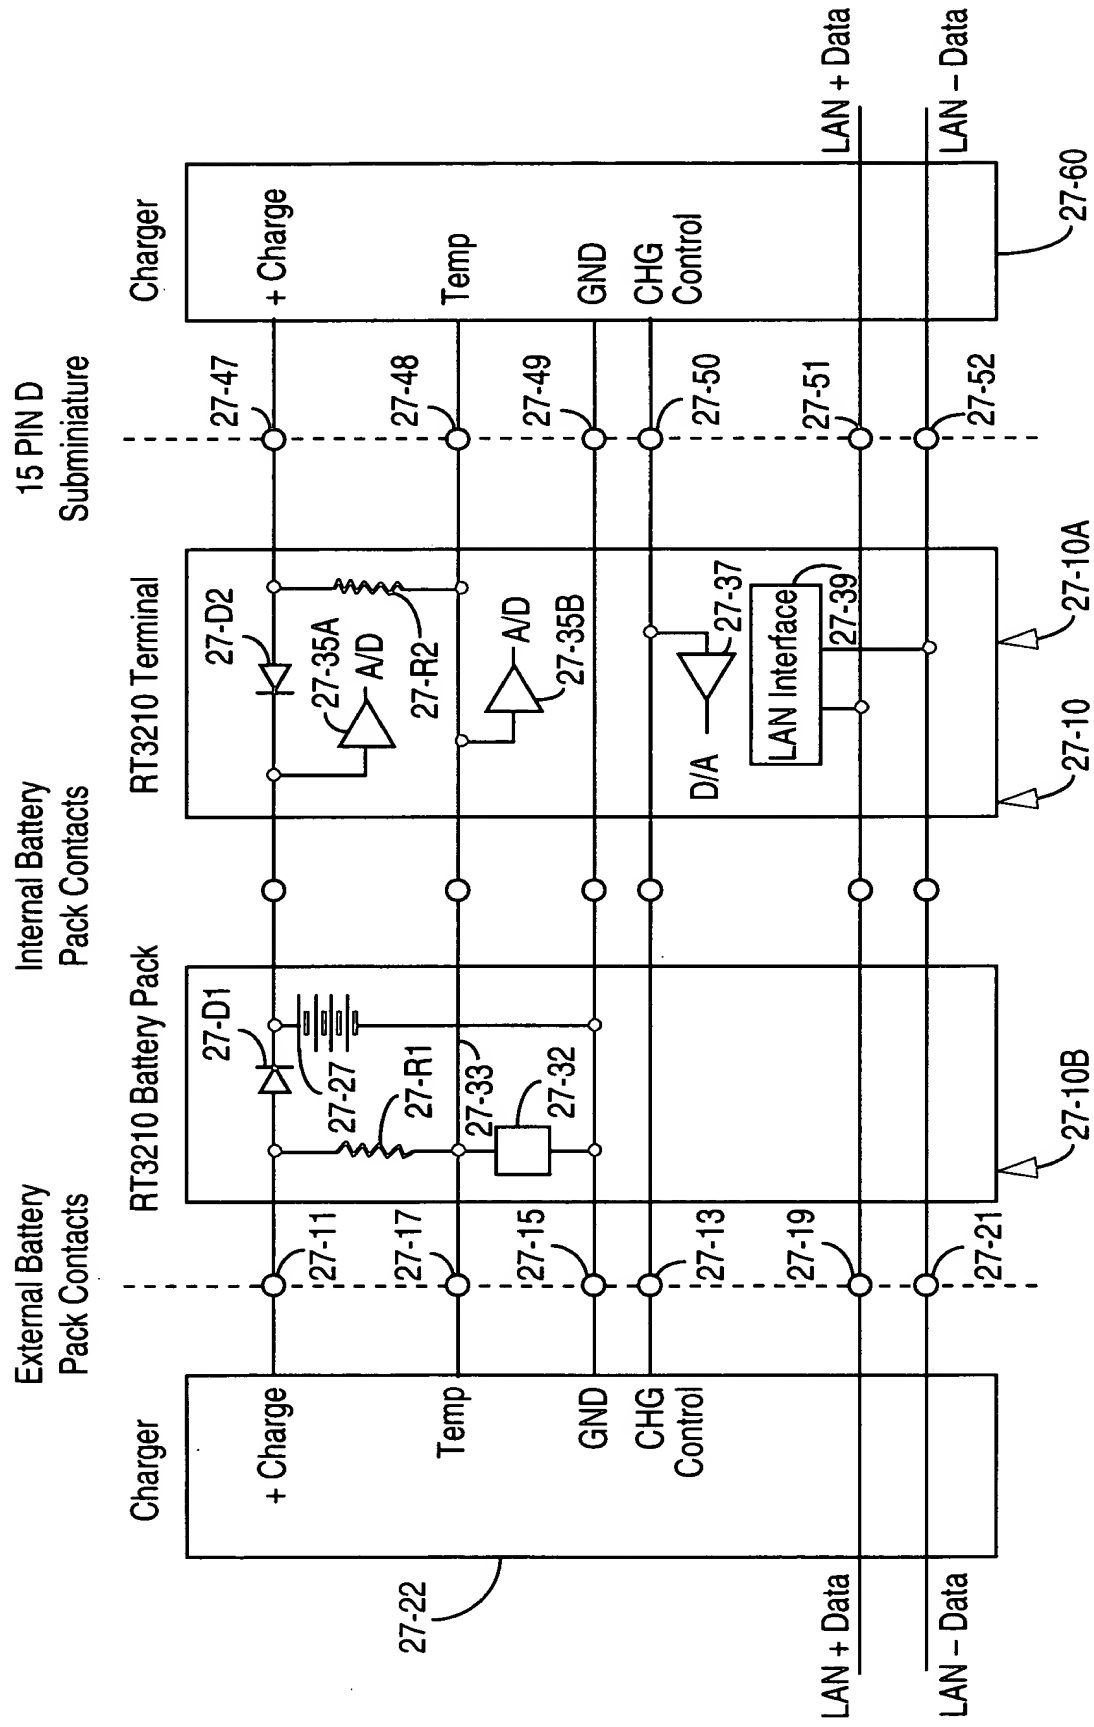 External Battery
Pack Contacts
Internal Battery
Pack Contacts
15 PIN D
Subminiature
Charger
RT3210 Battery Pack
RT3210 Terminal
Charger
+ Charge
Temp
GND
CHG
Control
27-22
LAN + Data
LAN – Data
27-11
27-17
27-15
27-13
27-19
27-21
27-D1
27-27
27-R1
27-33
27-32
27-10B
27-D2
27-35A
A/D
27-R2
A/D
27-35B
D/A
27-37
LAN Interface
27-39
27-10
27-10A
27-47
27-48
27-49
27-50
27-51
27-52
+ Charge
Temp
GND
CHG
Control
27-60
LAN + Data
LAN – Data